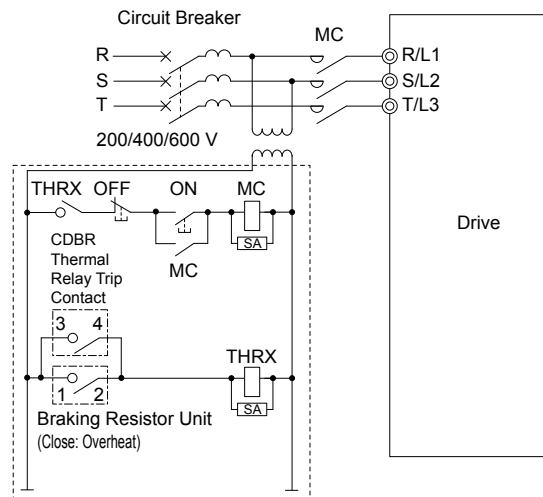 Circuit Breaker
MC
R
R/L1
S
S/L2
T
T/L3
200/400/600 V
THRX OFF ON MC
SA
MC
CDBR
Thermal
Relay Trip
Contact
3 4
THRX
1 2
SA
Braking Resistor Unit
(Close: Overheat)
Drive